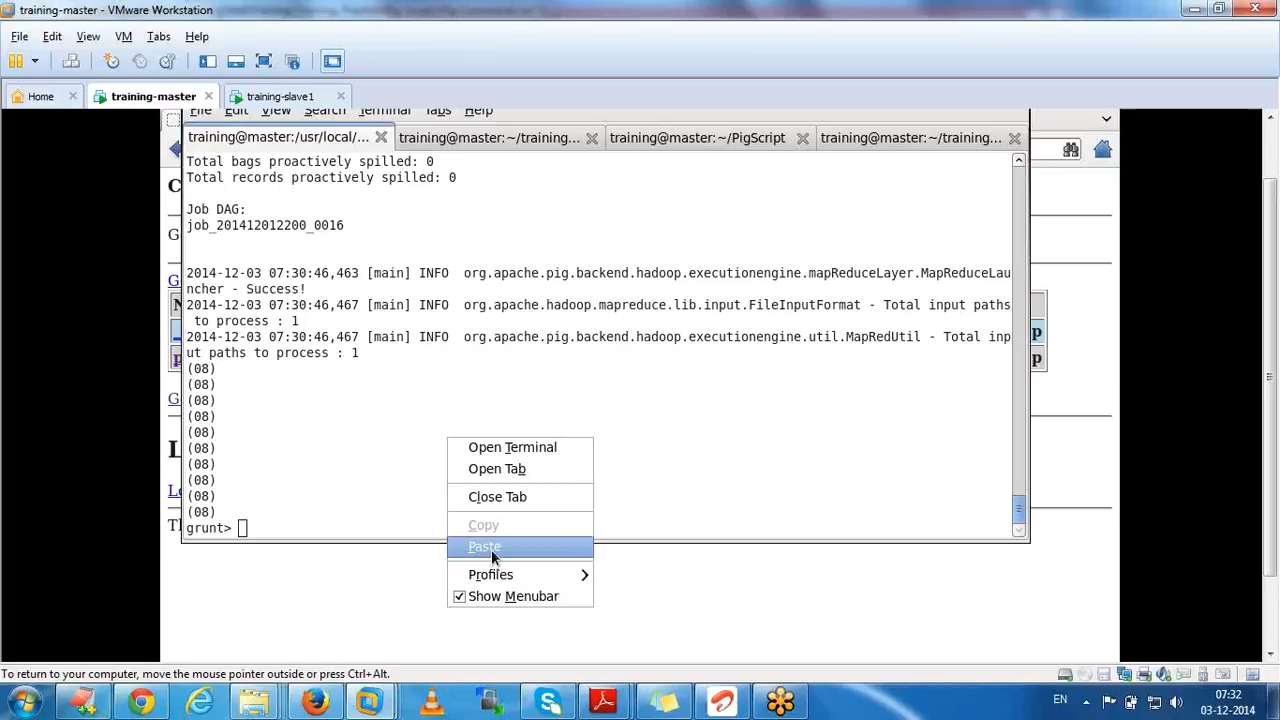 training-master - VMware Workstation
File Edit View VM Tabs Help
Home training-master training-slave1
File Edit View Search Terminal Tabs Help
training@master:/usr/local/... training@master:~/training... training@master:~/PigScript training@master:~/training...
Total bags proactively spilled: 0
Total records proactively spilled: 0
Job DAG:
job_201412012200_0016
2014-12-03 07:30:46,463 [main] INFO  org.apache.pig.backend.hadoop.executionengine.mapReduceLayer.MapReduceLau
ncher - Success!
2014-12-03 07:30:46,467 [main] INFO  org.apache.hadoop.mapreduce.lib.input.FileInputFormat - Total input paths
to process : 1
2014-12-03 07:30:46,467 [main] INFO  org.apache.pig.backend.hadoop.executionengine.util.MapRedUtil - Total inp
ut paths to process : 1
(08)
(08)
(08)
(08)
(08)
(08)
(08)
(08)
(08)
(08)
grunt>
Open Terminal
Open Tab
Close Tab
Copy
Paste
Profiles
Show Menubar
To return to your computer, move the mouse pointer outside or press Ctrl+Alt.
EN
07:32
03-12-2014